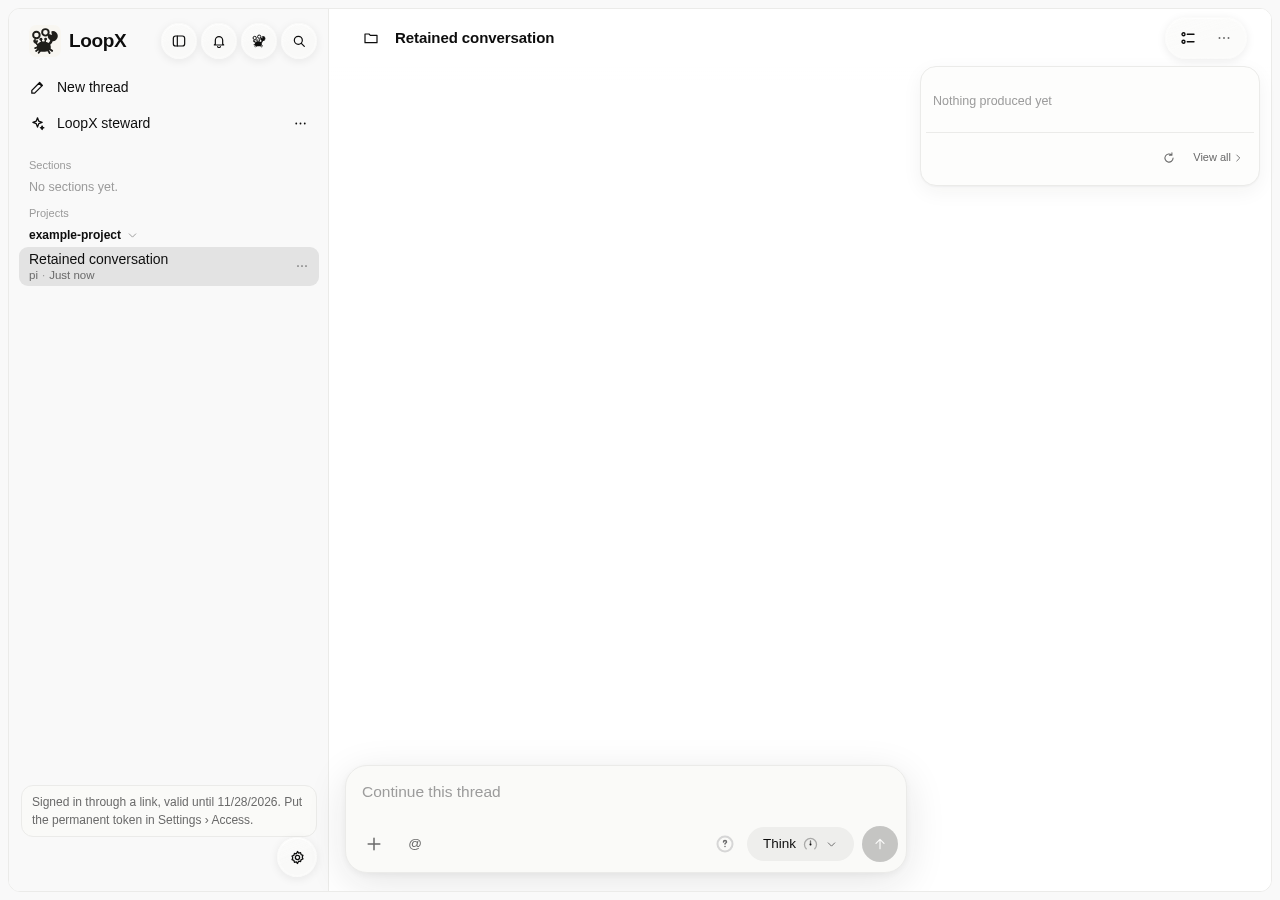 LoopX
New thread
LoopX steward
Sections
No sections yet.
Projects
example-project
Retained conversation
pi · Just now
Signed in through a link, valid until 11/28/2026. Put
the permanent token in Settings › Access.
Retained conversation
Nothing produced yet
View all
Continue this thread
@
Think